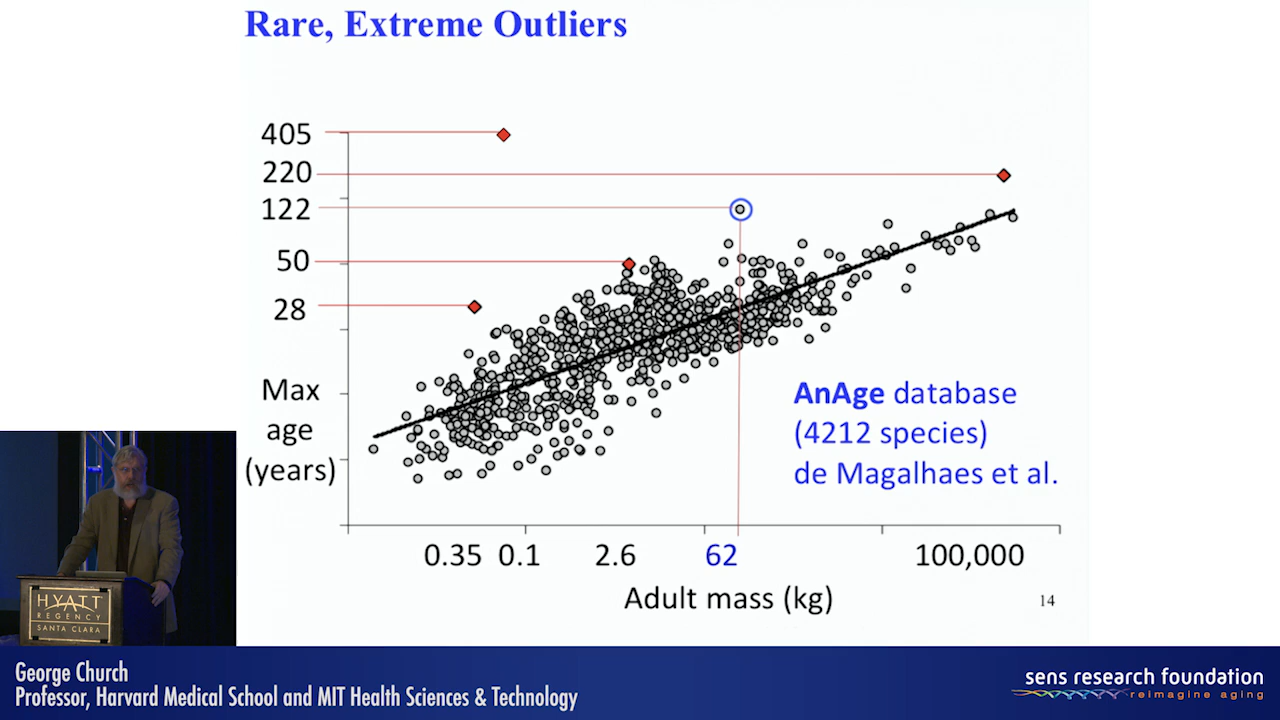 Rare, Extreme Outliers
405
220
122
50
28
Max
age
(years)
AnAge database
(4212 species)
de Magalhaes et al.
0.35 0.1 2.6 62 100,000
Adult mass (kg)
14
HYATT
REGENCY
SANTA CLARA
George Church
Professor, Harvard Medical School and MIT Health Sciences & Technology
sens research foundation
reimagine aging